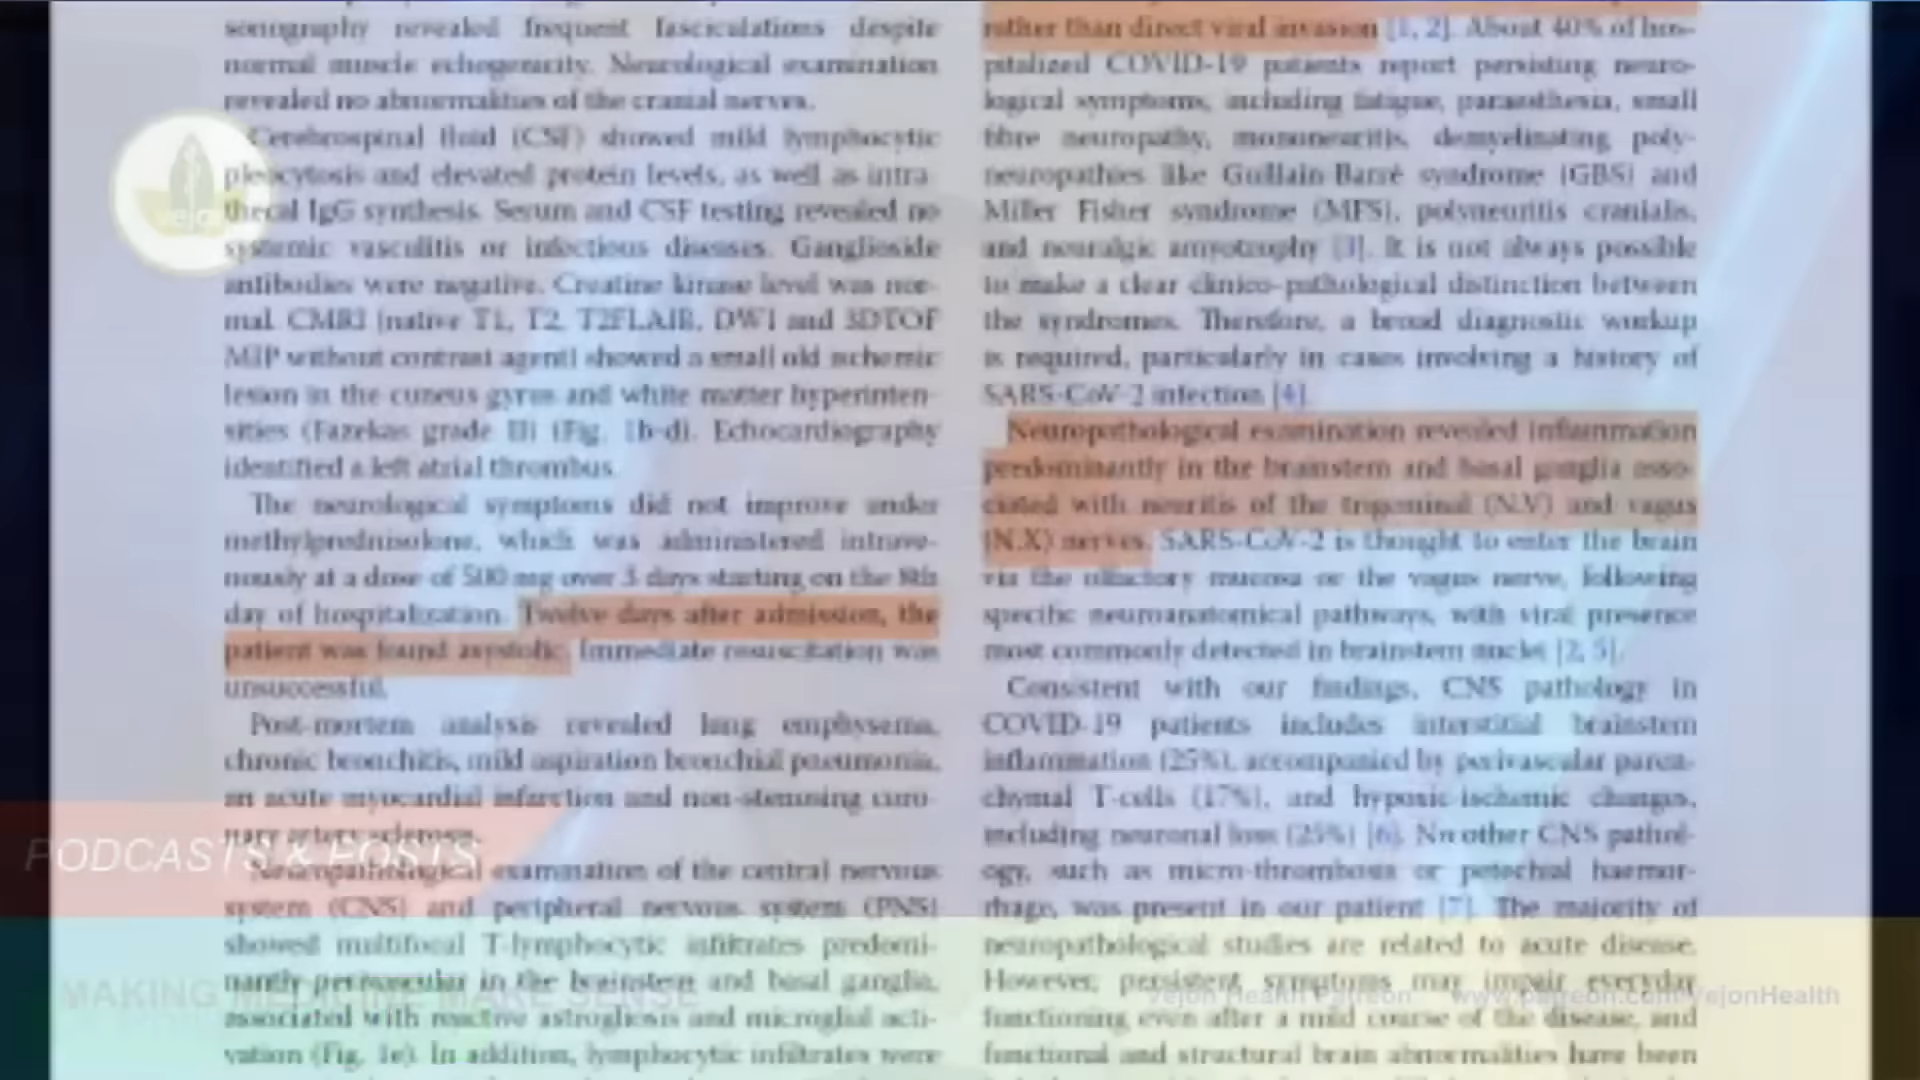 sonography revealed frequent fasciculations despite
normal muscle echogenicity. Neurological examination
revealed no abnormalities of the cranial nerves.
Cerebrospinal fluid (CSF) showed mild lymphocytic
pleocytosis and elevated protein levels, as well as intra-
thecal IgG synthesis. Serum and CSF testing revealed no
systemic vasculitis or infectious diseases. Ganglioside
antibodies were negative. Creatine kinase level was nor-
mal. CMRI (native T1, T2, T2FLAIR, DWI and 3DTOF
MIP without contrast agent) showed a small old ischemic
lesion in the cuneus gyrus and white matter hyperinten-
sities (Fazekas grade II) (Fig. 1b-d). Echocardiography
identified a left atrial thrombus.
The neurological symptoms did not improve under
methylprednisolone, which was administered intrave-
nously at a dose of 500 mg over 3 days starting on the 8th
day of hospitalization. Twelve days after admission, the
patient was found asystolic. Immediate resuscitation was
unsuccessful.
Post-mortem analysis revealed lung emphysema,
chronic bronchitis, mild aspiration bronchial pneumonia,
an acute myocardial infarction and non-stenosing coro-
nary artery sclerosis.
Neuropathological examination of the central nervous
system (CNS) and peripheral nervous system (PNS)
showed multifocal T-lymphocytic infiltrates predomi-
nantly perivascular in the brainstem and basal ganglia,
associated with reactive astrogliosis and microglial acti-
vation (Fig. 1e). In addition, lymphocytic infiltrates were
rather than direct viral invasion [1, 2]. About 40% of hos-
pitalized COVID-19 patients report persisting neuro-
logical symptoms, including fatigue, paraesthesia, small
fibre neuropathy, mononeuritis, demyelinating poly-
neuropathies like Guillain-Barré syndrome (GBS) and
Miller Fisher syndrome (MFS), polyneuritis cranialis,
and neuralgic amyotrophy [3]. It is not always possible
to make a clear clinico-pathological distinction between
the syndromes. Therefore, a broad diagnostic workup
is required, particularly in cases involving a history of
SARS-CoV-2 infection [4].
Neuropathological examination revealed inflammation
predominantly in the brainstem and basal ganglia asso-
ciated with neuritis of the trigeminal (N.V) and vagus
(N.X) nerves. SARS-CoV-2 is thought to enter the brain
via the olfactory mucosa or the vagus nerve, following
specific neuroanatomical pathways, with viral presence
most commonly detected in brainstem nuclei [2, 5].
Consistent with our findings, CNS pathology in
COVID-19 patients includes interstitial brainstem
inflammation (25%), accompanied by perivascular paren-
chymal T-cells (17%), and hypoxic-ischemic changes,
including neuronal loss (25%) [6]. No other CNS pathol-
ogy, such as micro-thrombosis or petechial haemor-
rhage, was present in our patient [7]. The majority of
neuropathological studies are related to acute disease.
However, persistent symptoms may impair everyday
functioning even after a mild course of the disease, and
functional and structural brain abnormalities have been
PODCASTS & POSTS
MAKING MEDICINE MAKE SENSE
Vejon Health Patreon www.patreon.com/VejonHealth